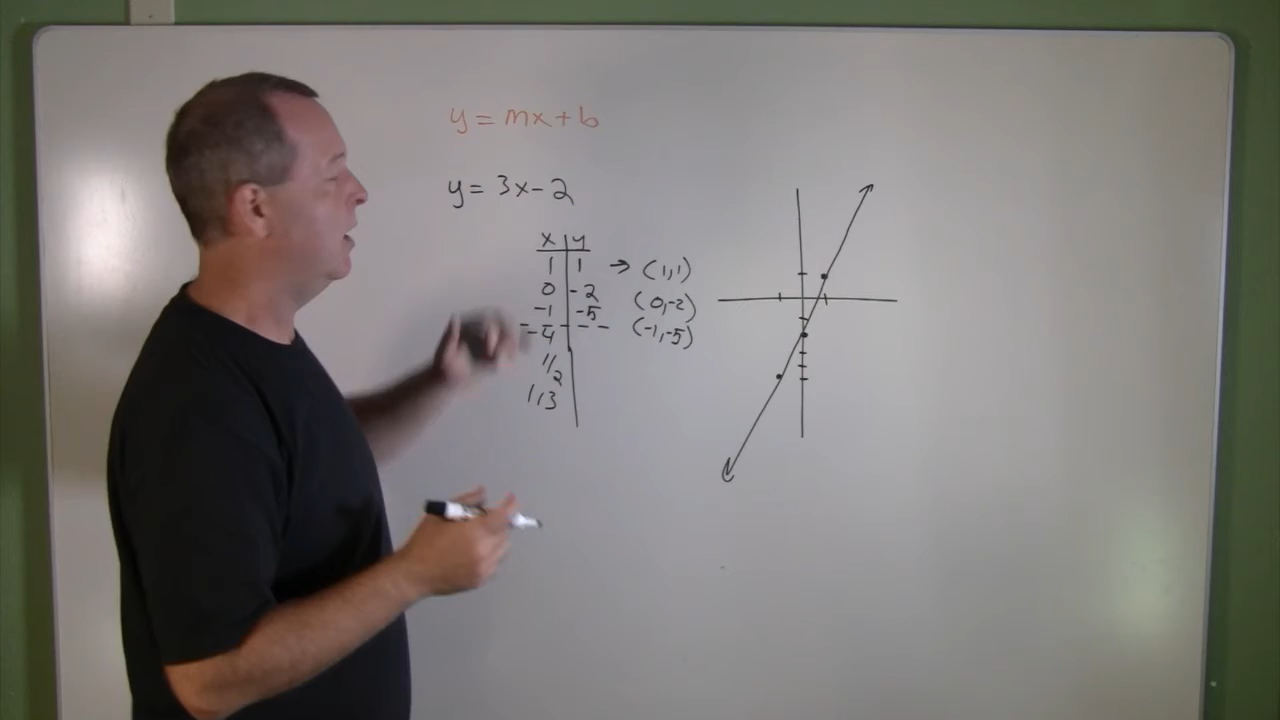 y = mx + b
y = 3x - 2
x y
1 1 → (1,1)
0 -2 (0,-2)
-1 -5 (-1,-5)
-4
1/2
1,13